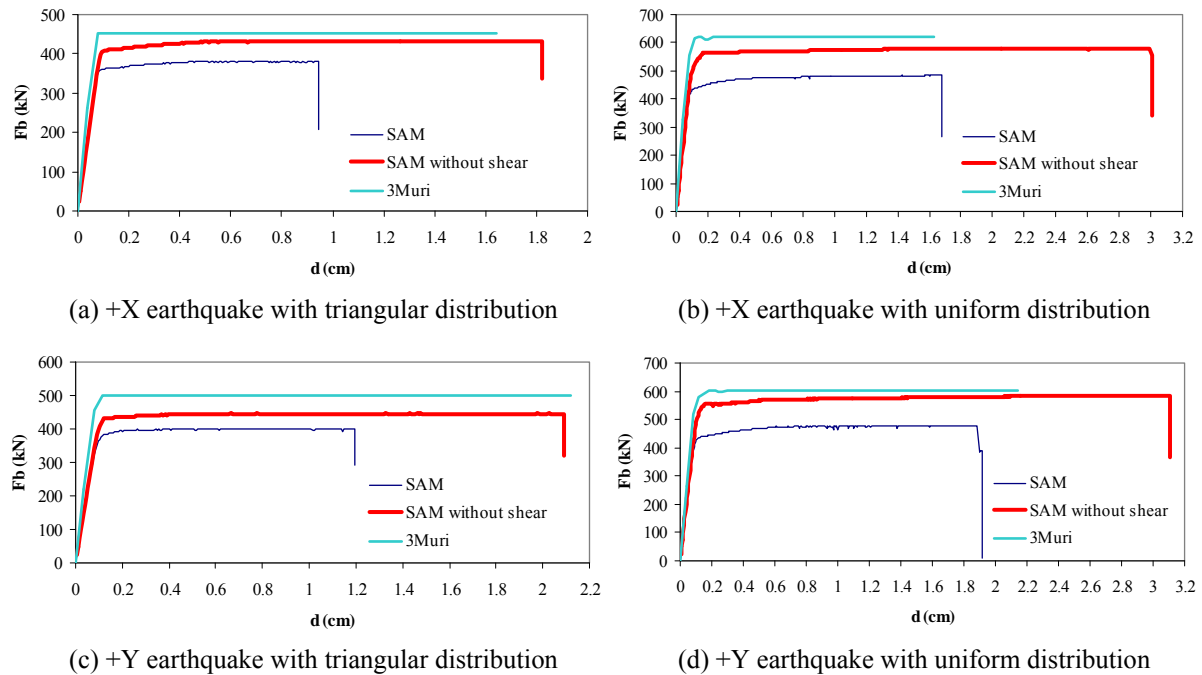 500
400
300
200
100
0
Fb (kN)
0 0.2 0.4 0.6 0.8 1 1.2 1.4 1.6 1.8 2
d (cm)
SAM
SAM without shear
3Muri
(a) +X earthquake with triangular distribution
700
600
500
400
300
200
100
0
Fb (kN)
0 0.2 0.4 0.6 0.8 1 1.2 1.4 1.6 1.8 2 2.2 2.4 2.6 2.8 3 3.2
d (cm)
SAM
SAM without shear
3Muri
(b) +X earthquake with uniform distribution
600
500
400
300
200
100
0
Fb (kN)
0 0.2 0.4 0.6 0.8 1 1.2 1.4 1.6 1.8 2 2.2
d (cm)
SAM
SAM without shear
3Muri
(c) +Y earthquake with triangular distribution
700
600
500
400
300
200
100
0
Fb (kN)
0 0.2 0.4 0.6 0.8 1 1.2 1.4 1.6 1.8 2 2.2 2.4 2.6 2.8 3 3.2
d (cm)
SAM
SAM without shear
3Muri
(d) +Y earthquake with uniform distribution